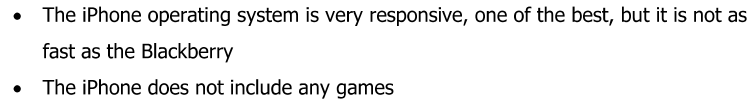 • The iPhone operating system is very responsive, one of the best, but it is not as
fast as the Blackberry
• The iPhone does not include any games